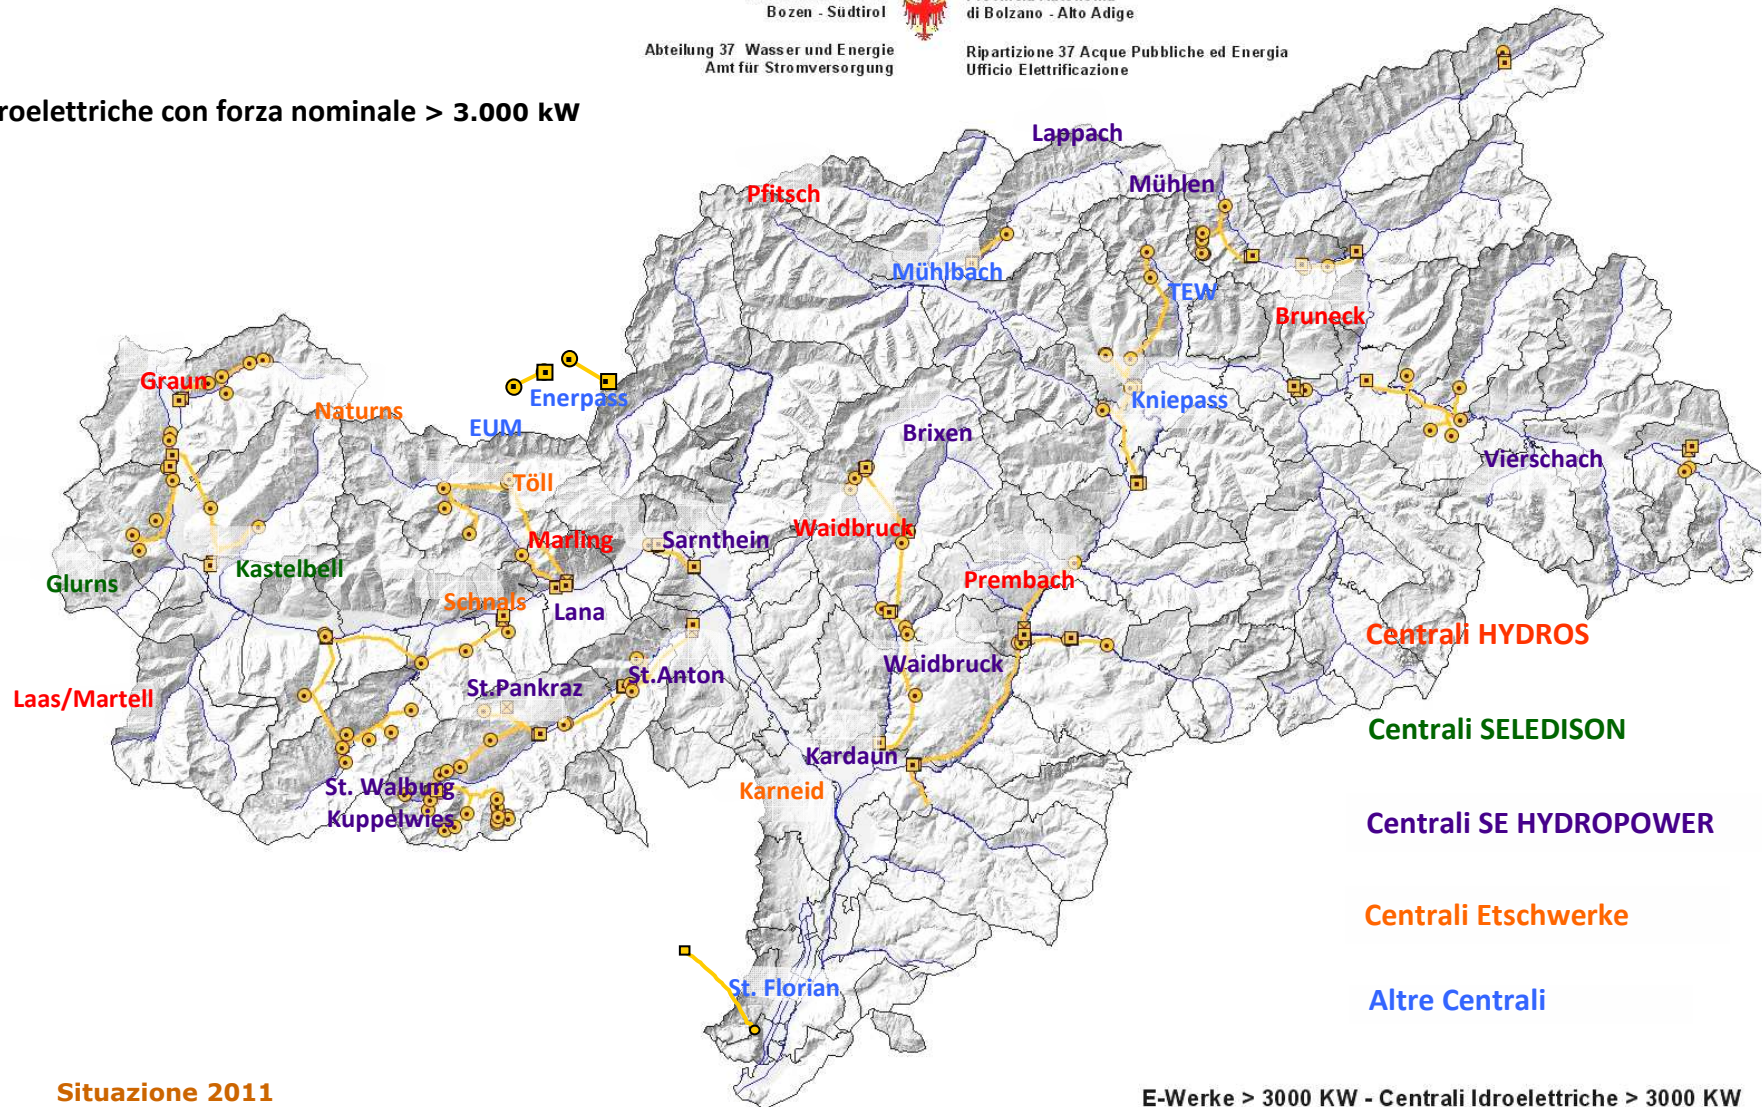 Bozen - Südtirol
di Bolzano - Alto Adige
Abteilung 37 Wasser und Energie
Amt für Stromversorgung
Ripartizione 37 Acque Pubbliche ed Energia
Ufficio Elettrificazione
roelettriche con forza nominale > 3.000 kW
Lappach
Pfitsch
Mühlen
Mühlbach
TEW
Bruneck
Graun
Naturns
Enerpass
EUM
Kniepass
Brixen
Vierschach
Töll
Waidbruck
Marling
Sarnthein
Glurns
Kastelbell
Prembach
Schnals
Lana
Centrali HYDROS
Waidbruck
St.Anton
St.Pankraz
Laas/Martell
Centrali SELEDISON
Kardaun
St. Walburg
Karneid
Kuppelwies
Centrali SE HYDROPOWER
Centrali Etschwerke
St. Florian
Altre Centrali
Situazione 2011
E-Werke > 3000 KW - Centrali Idroelettriche > 3000 KW